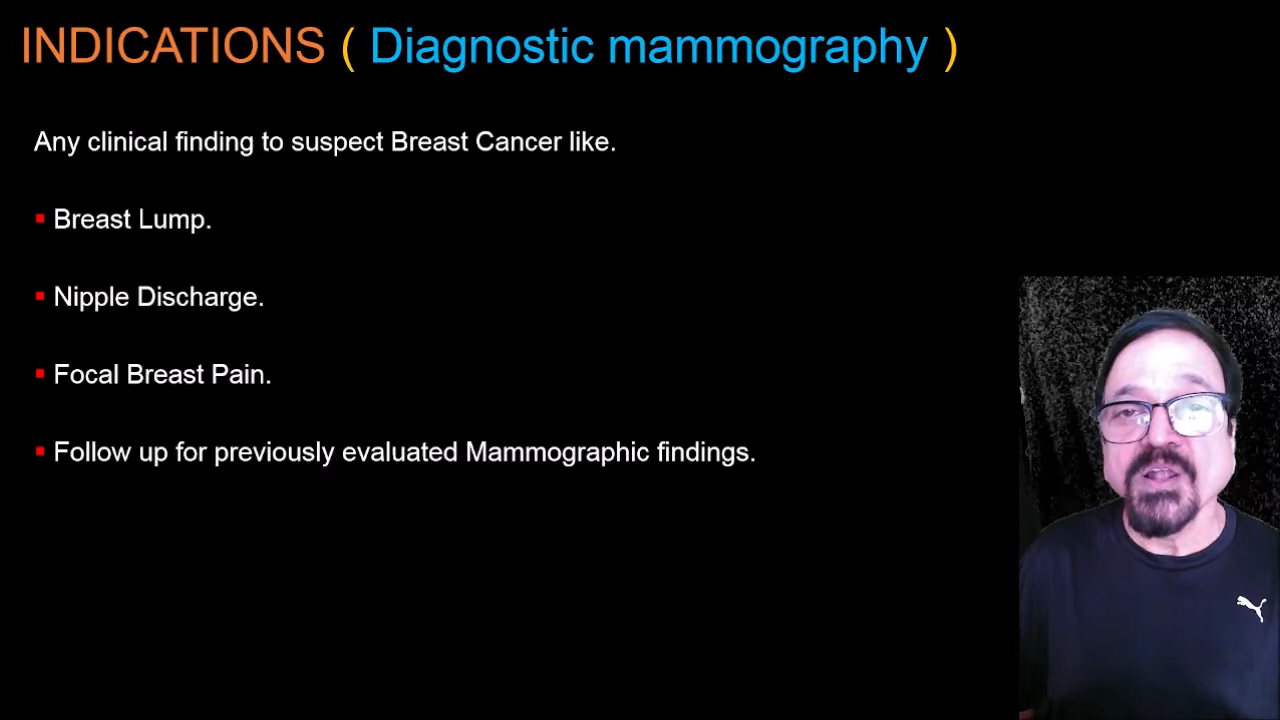 INDICATIONS ( Diagnostic mammography )
Any clinical finding to suspect Breast Cancer like.
▪ Breast Lump.
▪ Nipple Discharge.
▪ Focal Breast Pain.
▪ Follow up for previously evaluated Mammographic findings.